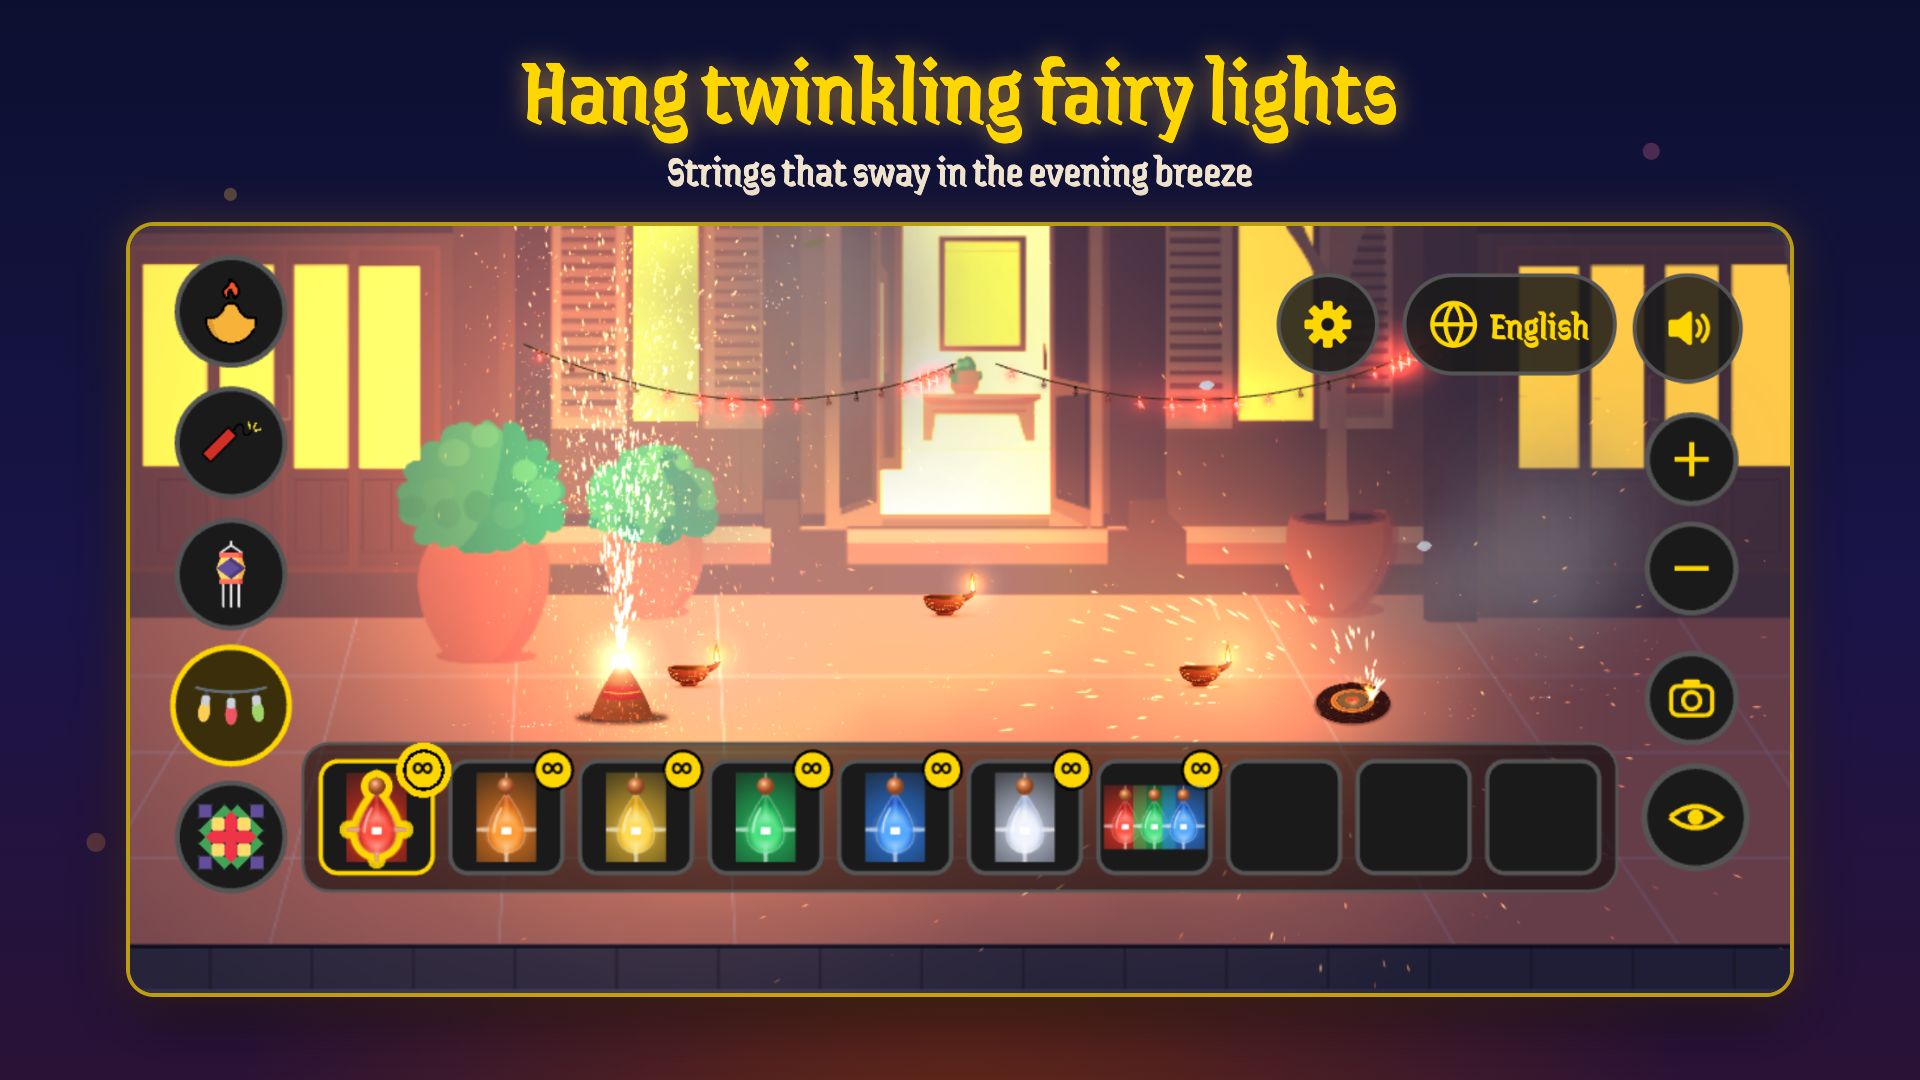 Hang twinkling fairy lights
Strings that sway in the evening breeze
English
∞ ∞ ∞ ∞ ∞ ∞ ∞